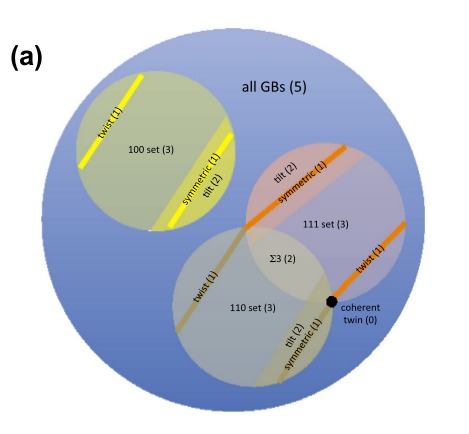 (a)
all GBs (5)
twist (1)
100 set (3)
symmetric (1)
tilt (2)
tilt (2)
symmetric (1)
111 set (3)
twist (1)
Σ3 (2)
twist (1)
110 set (3)
tilt (2)
symmetric (1)
coherent
twin (0)